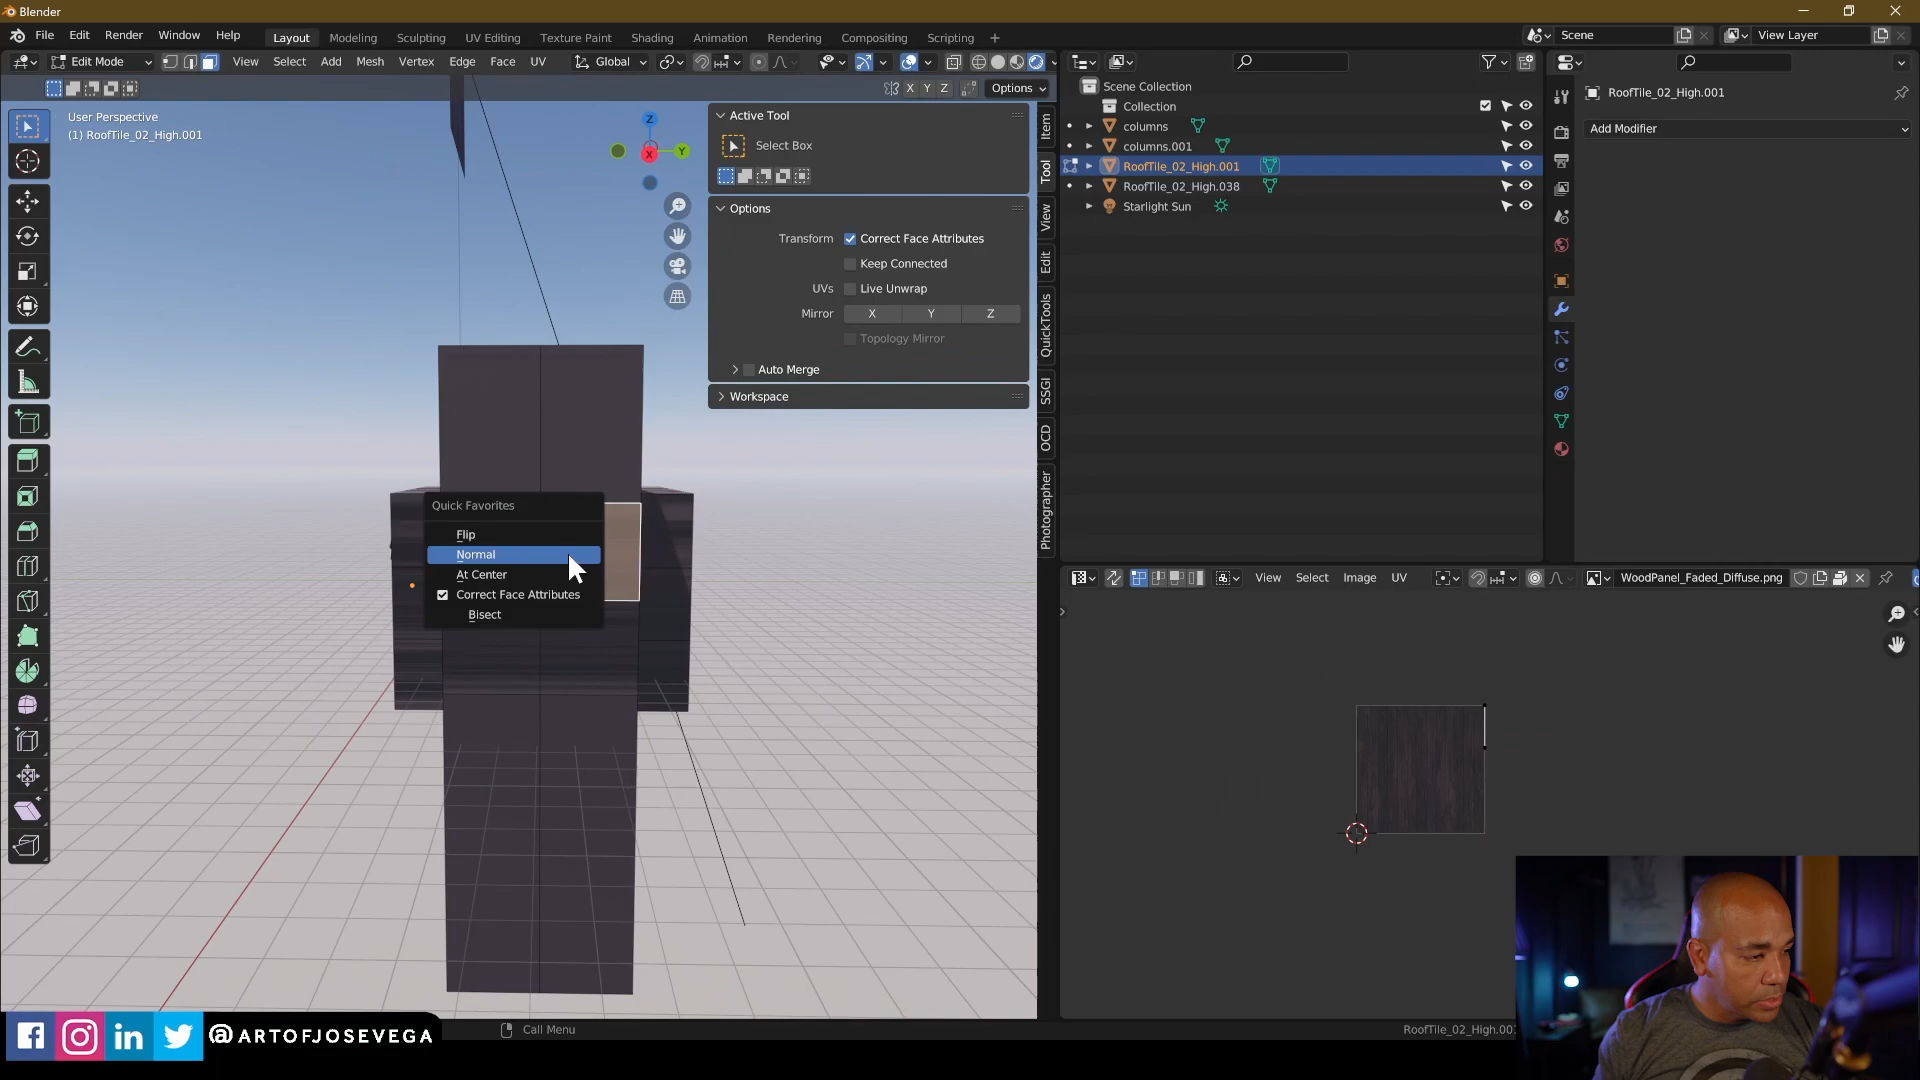 Blender
File Edit Render Window Help
Layout Modeling Sculpting UV Editing Texture Paint Shading Animation Rendering Compositing Scripting +
Scene
View Layer
Edit Mode View Select Add Mesh Vertex Edge Face UV Global
X Y Z Options
User Perspective
(1) RoofTile_02_High.001
Z
Y
X
Active Tool
Select Box
Options
Transform Correct Face Attributes
Keep Connected
UVs Live Unwrap
Mirror X Y Z
Topology Mirror
Auto Merge
Workspace
Item
Tool
View
Edit
QuickTools
SSGI
OCD
Photographer
Quick Favorites
Flip
Normal
At Center
Correct Face Attributes
Bisect
Scene Collection
Collection
columns
columns.001
RoofTile_02_High.001
RoofTile_02_High.038
Starlight Sun
RoofTile_02_High.001
Add Modifier
View Select Image UV
WoodPanel_Faded_Diffuse.png
Call Menu
RoofTile_02_High.001
@ARTOFJOSEVEGA